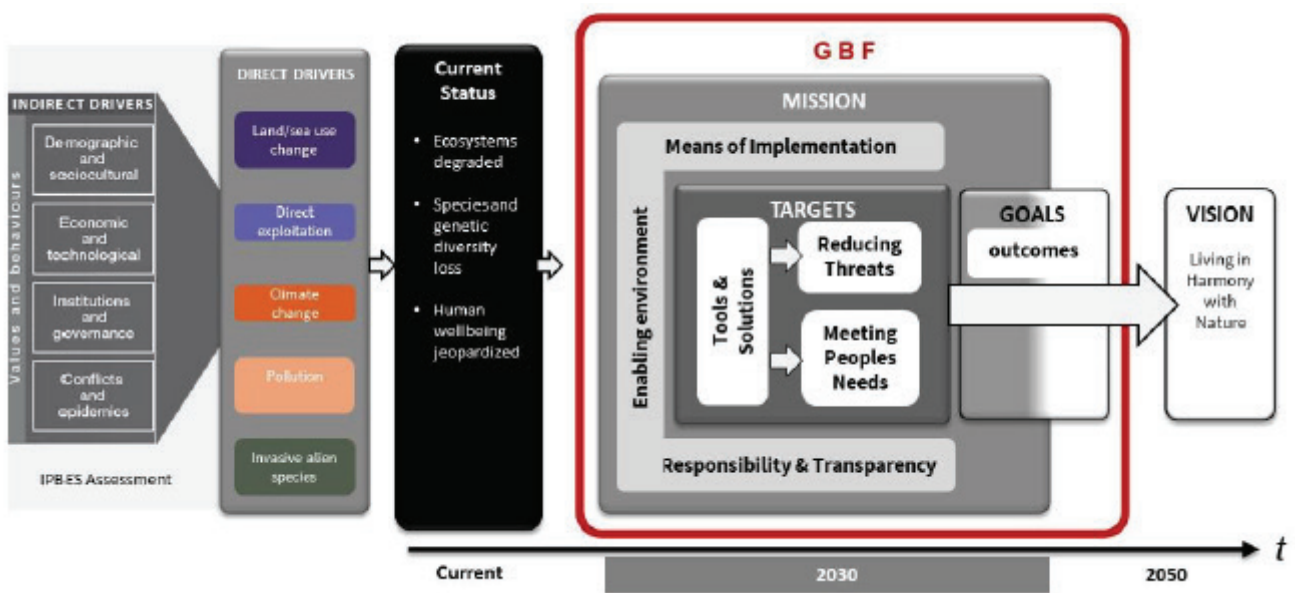 INDIRECT DRIVERS
Values and behaviours
Demographic
and
sociocultural
Economic
and
technological
Institutions
and
governance
Conflicts
and
epidemics
IPBES Assessment
DIRECT DRIVERS
Land/sea use
change
Direct
exploitation
Climate
change
Pollution
Invasive alien
species
Current
Status
• Ecosystems
degraded
• Species and
genetic
diversity
loss
• Human
wellbeing
jeopardized
GBF
MISSION
Means of Implementation
Enabling environment
Responsibility & Transparency
TARGETS
Tools &
Solutions
Reducing
Threats
Meeting
Peoples
Needs
GOALS
outcomes
VISION
Living in
Harmony
with
Nature
t
Current
2030
2050